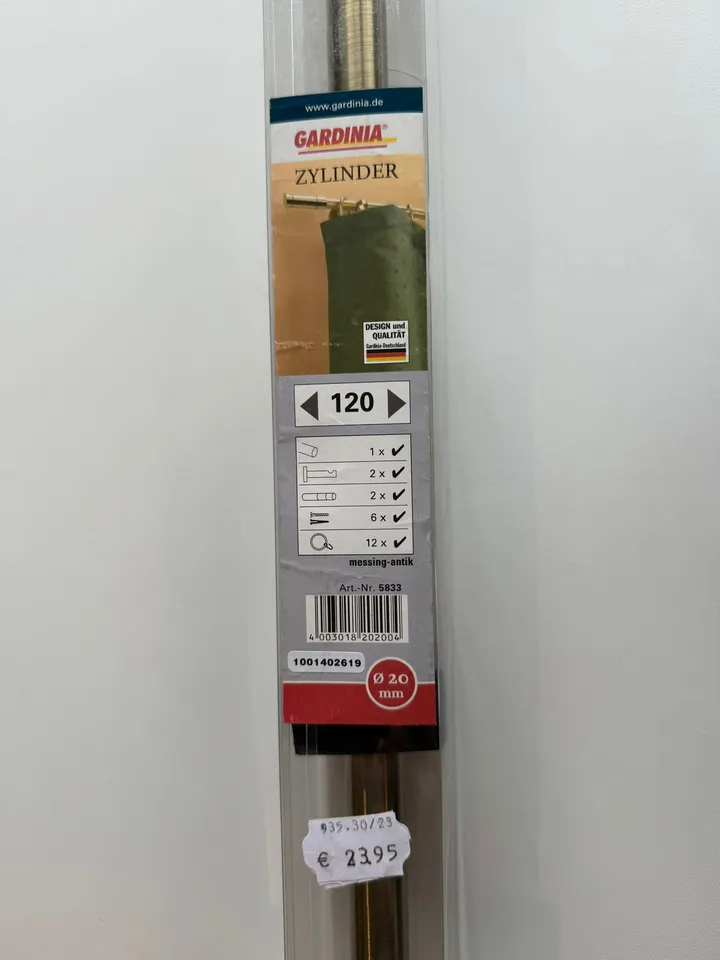 www.gardinia.de
GARDINIA®
ZYLINDER
DESIGN und
QUALITÄT
Gardinia-Deutschland
120
1 x ✔
2 x ✔
2 x ✔
6 x ✔
12 x ✔
messing-antik
Art.-Nr. 5833
4 003018 202004
1001402619
Ø 20
mm
935.30/23
€ 23.95